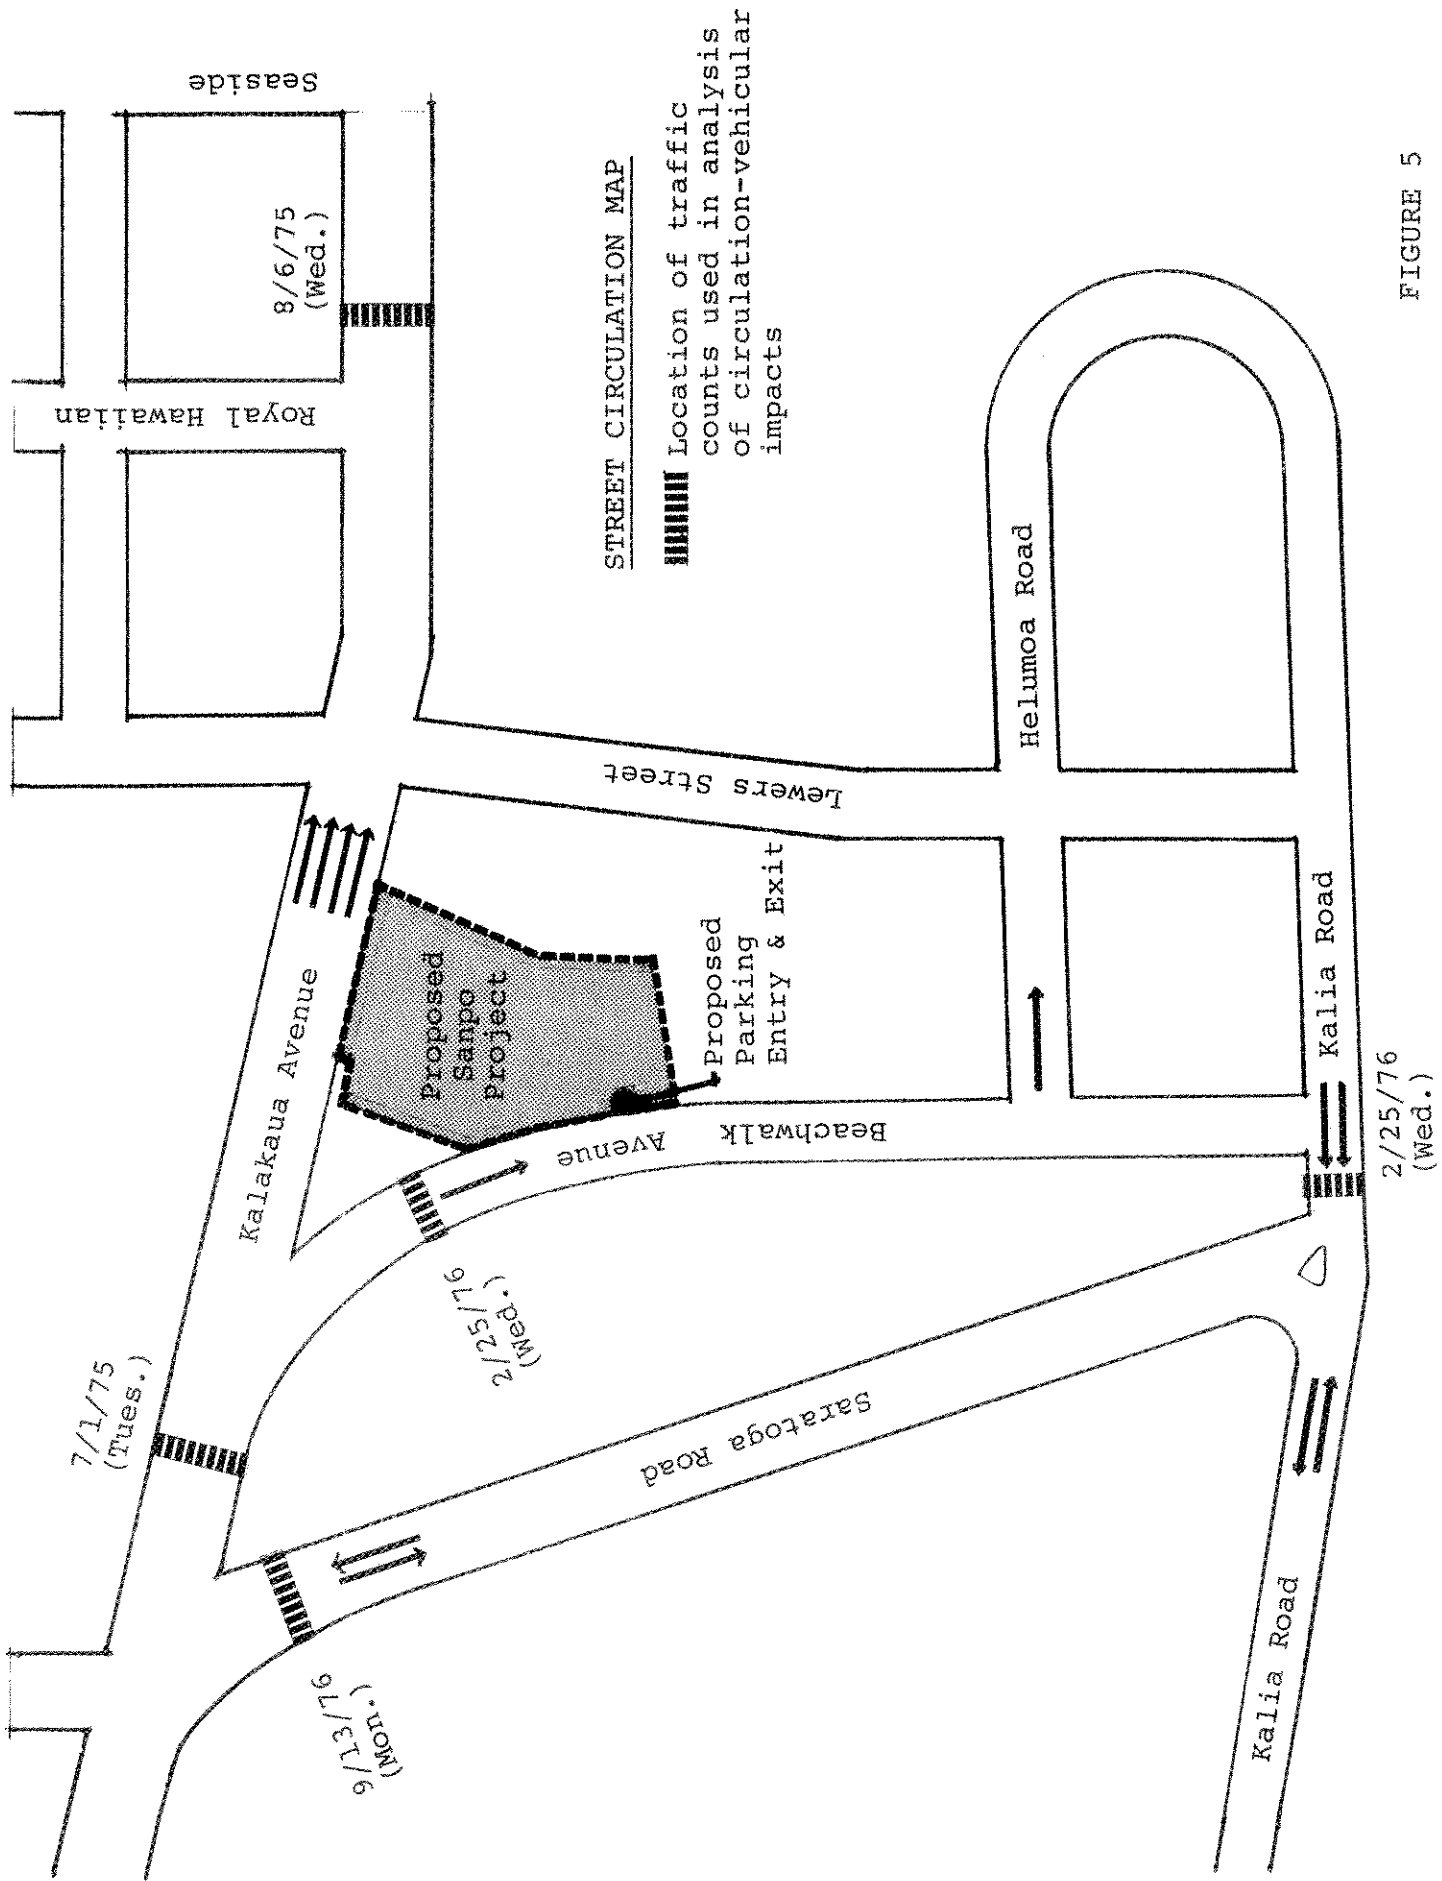 Seaside
Royal Hawaiian
8/6/75
(Wed.)
STREET CIRCULATION MAP
Location of traffic
counts used in analysis
of circulation-vehicular
impacts
FIGURE 5
Helumoa Road
Lewers Street
Kalakaua Avenue
Proposed
Sanpo
Project
Proposed
Parking
Entry & Exit
Kalia Road
Beachwalk Avenue
2/25/76
(Wed.)
2/25/76
(Wed.)
7/1/75
(Tues.)
Saratoga Road
9/13/76
(Mon.)
Kalia Road